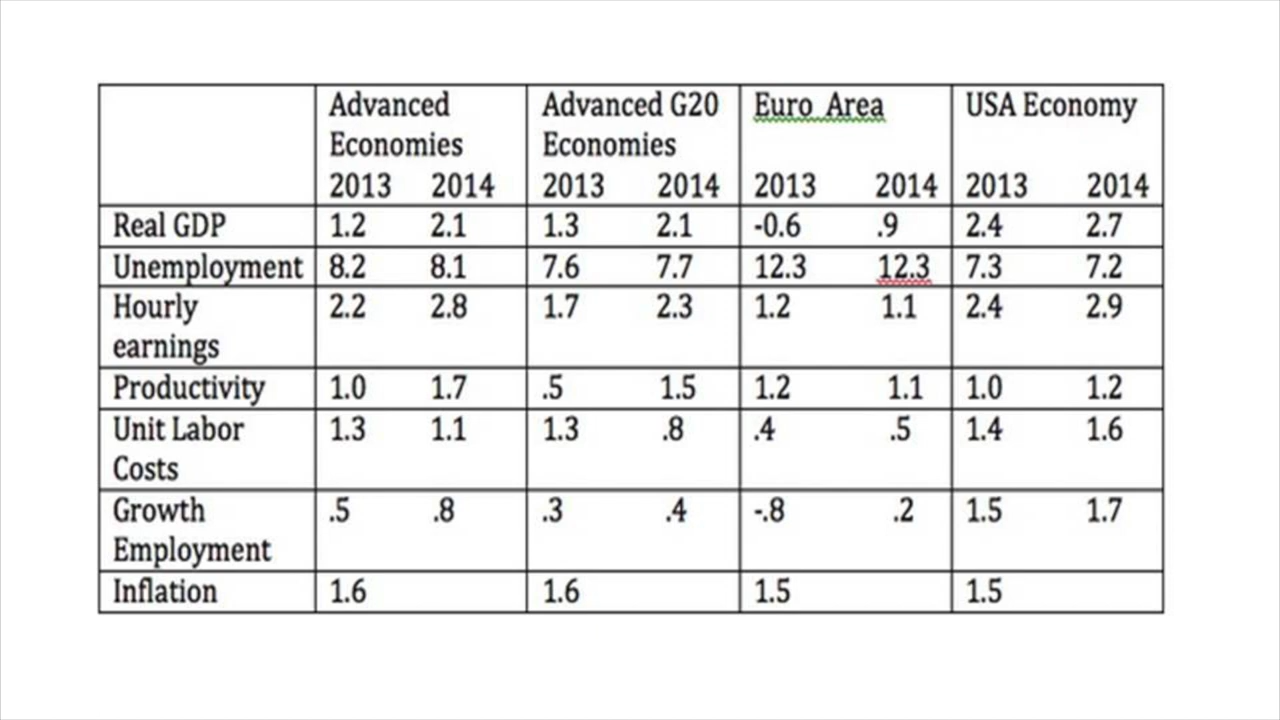 Advanced Economies 2013 2014 Advanced G20 Economies 2013 2014 Euro Area 2013 2014 USA Economy 2013 2014
Real GDP 1.2 2.1 1.3 2.1 -0.6 .9 2.4 2.7
Unemployment 8.2 8.1 7.6 7.7 12.3 12.3 7.3 7.2
Hourly earnings 2.2 2.8 1.7 2.3 1.2 1.1 2.4 2.9
Productivity 1.0 1.7 .5 1.5 1.2 1.1 1.0 1.2
Unit Labor Costs 1.3 1.1 1.3 .8 .4 .5 1.4 1.6
Growth Employment .5 .8 .3 .4 -.8 .2 1.5 1.7
Inflation 1.6 1.6 1.5 1.5